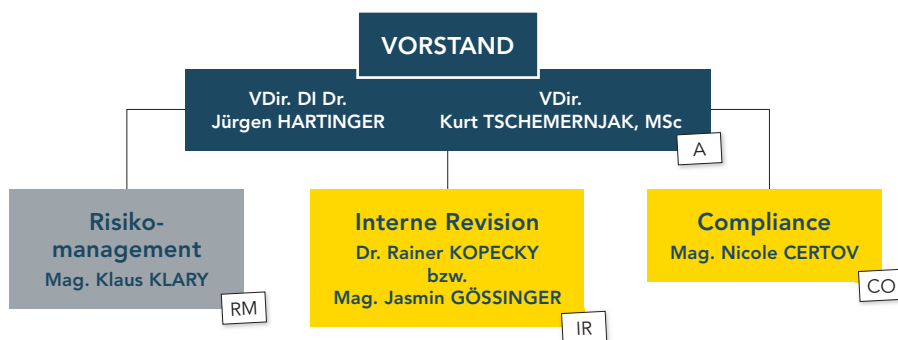 VORSTAND
VDir. DI Dr.
Jürgen HARTINGER
VDir.
Kurt TSCHEMERNJAK, MSc
A
Risiko-
management
Mag. Klaus KLARY
RM
Interne Revision
Dr. Rainer KOPECKY
bzw.
Mag. Jasmin GÖSSINGER
IR
Compliance
Mag. Nicole CERTOV
CO